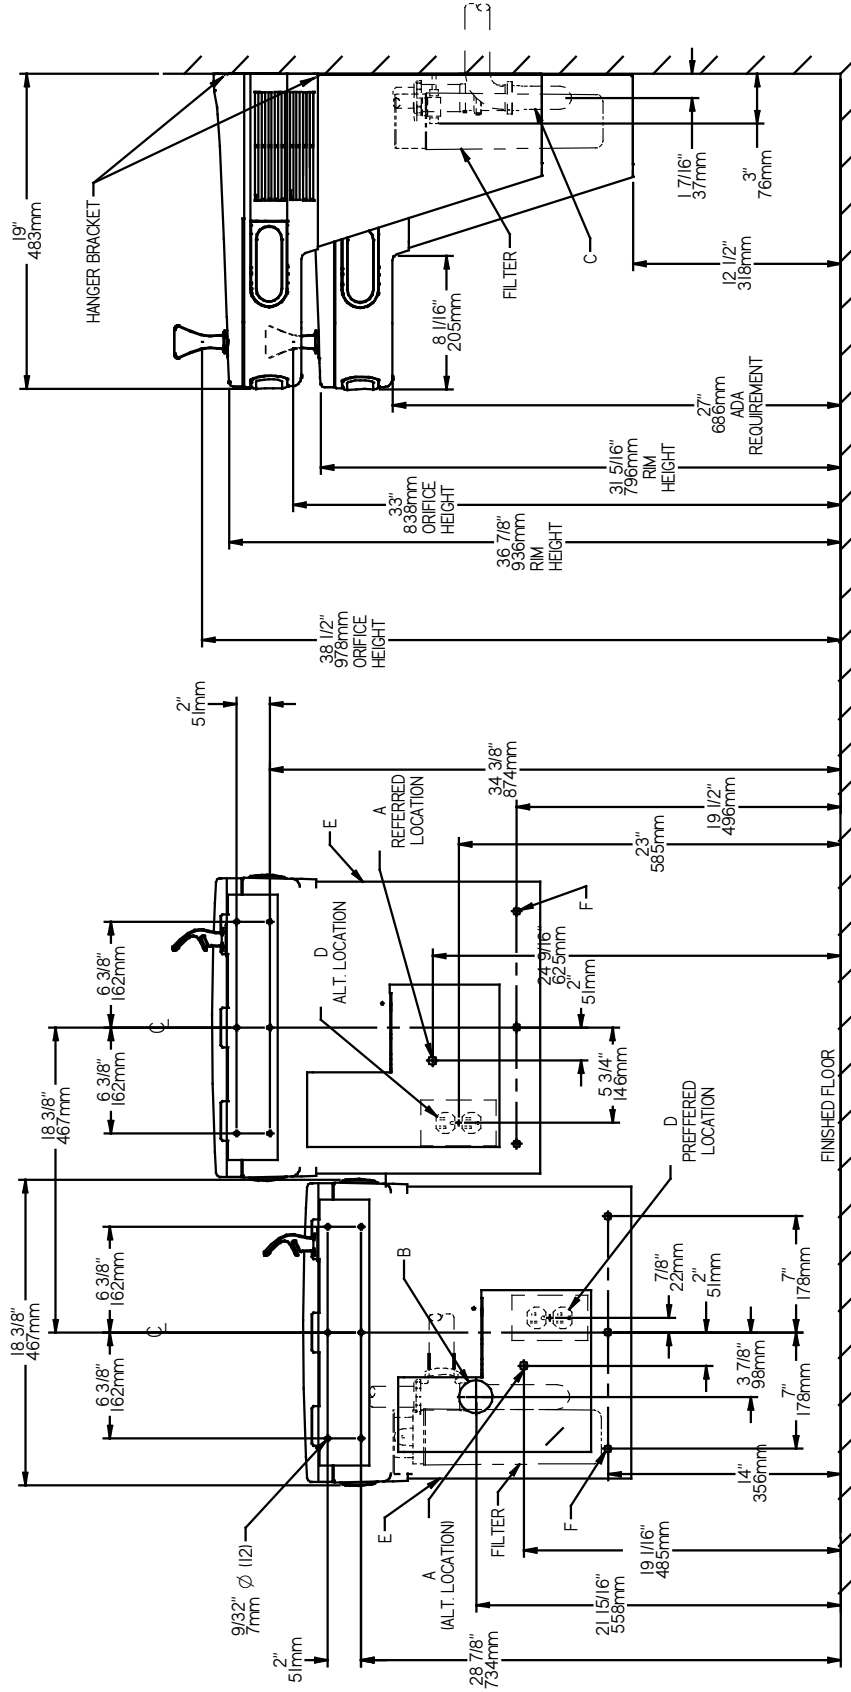 19"
483mm
HANGER BRACKET
FILTER
C
1 7/16"
37mm
3"
76mm
12 1/2"
318mm
8 1/16"
205mm
27"
686mm
ADA
REQUIREMENT
31 5/16"
796mm
RIM
HEIGHT
33"
838mm
ORIFICE
HEIGHT
36 7/8"
936mm
RIM
HEIGHT
38 1/2"
978mm
ORIFICE
HEIGHT
2"
51mm
34 3/8"
874mm
19 1/2"
496mm
23"
585mm
A
REFERRED
LOCATION
E
F
D
ALT. LOCATION
24 9/16"
625mm
2"
51mm
5 3/4"
146mm
6 3/8"
162mm
6 3/8"
162mm
18 3/8"
467mm
CL
FINISHED FLOOR
D
PREFFERED
LOCATION
18 3/8"
467mm
6 3/8"
162mm
6 3/8"
162mm
CL
B
7/8"
22mm
2"
51mm
7"
178mm
3 7/8"
98mm
7"
178mm
9/32"
7mm Ø (12)
2"
51mm
E
A
(ALT. LOCATION)
FILTER
F
14"
356mm
19 1/16"
485mm
21 15/16"
558mm
28 7/8"
734mm